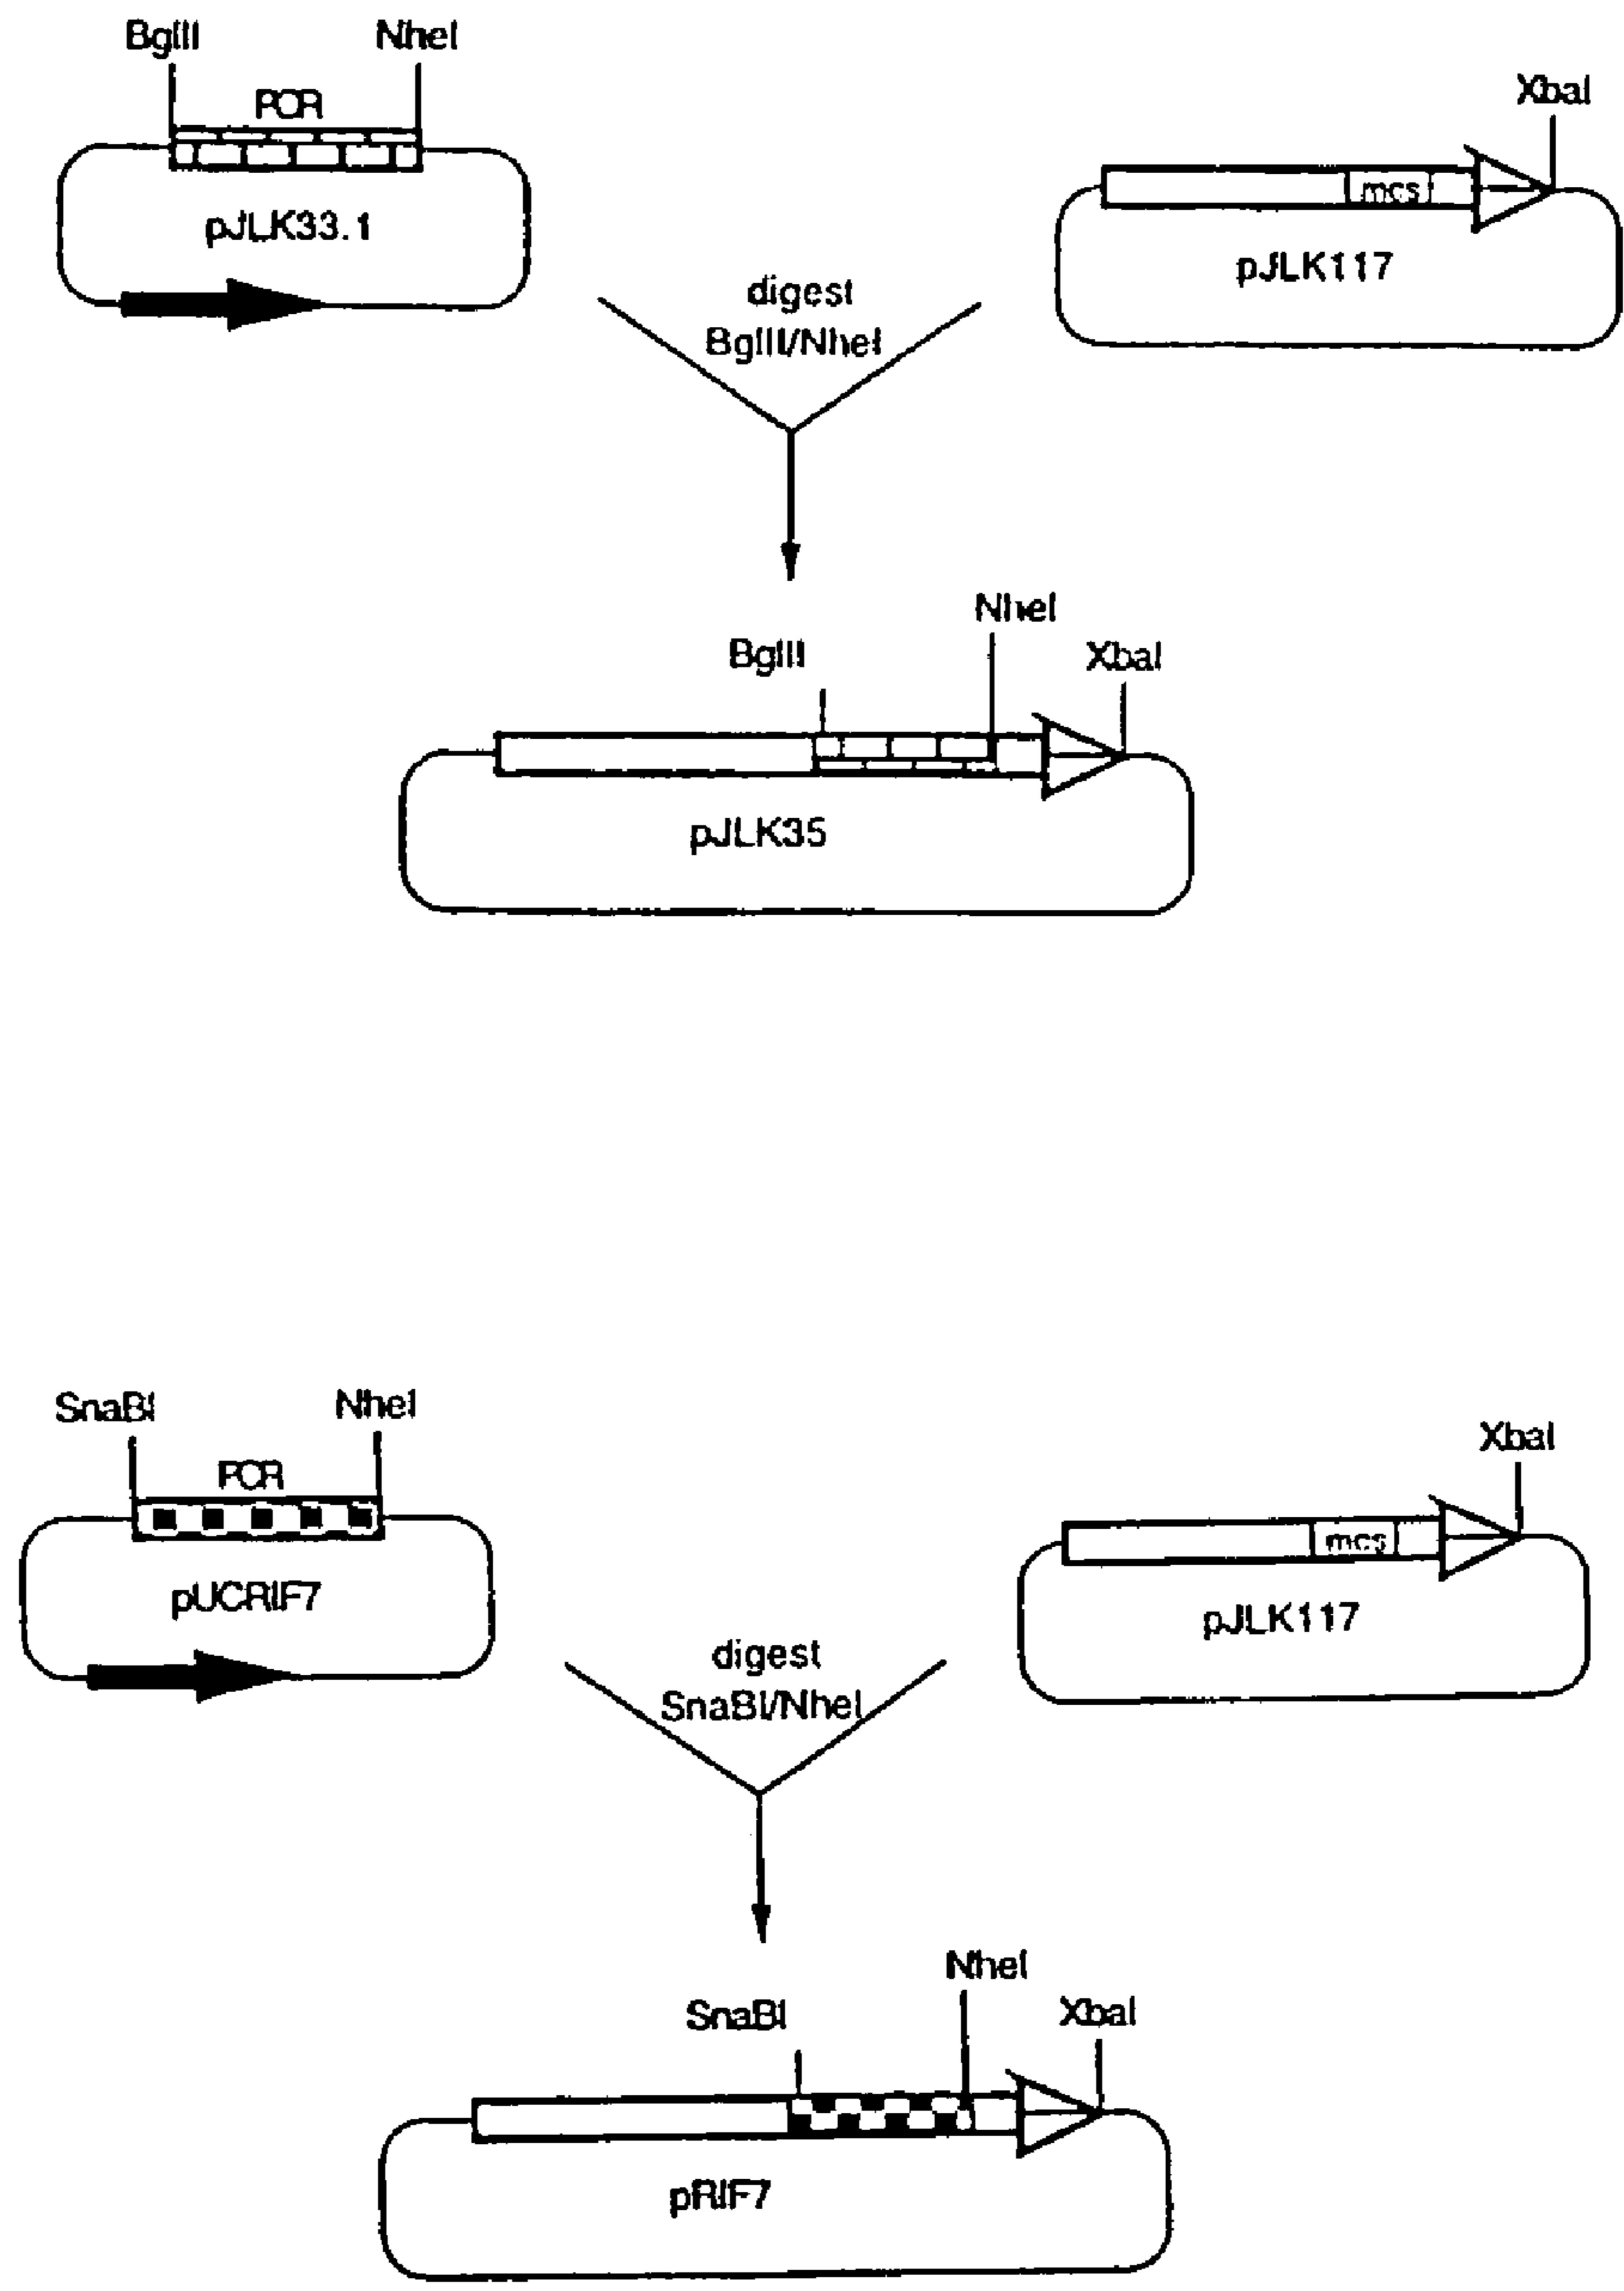 BglII NheI
PCR
XbaI
mcs
pJLK33.1
pJLK117
digest
BglII/NheI
NheI
BglII
XbaI
pJLK35
SnaBI NheI
PCR
XbaI
mcs
pUCRIF7
pJLK117
digest
SnaBI/NheI
NheI
SnaBI
XbaI
pRIF7